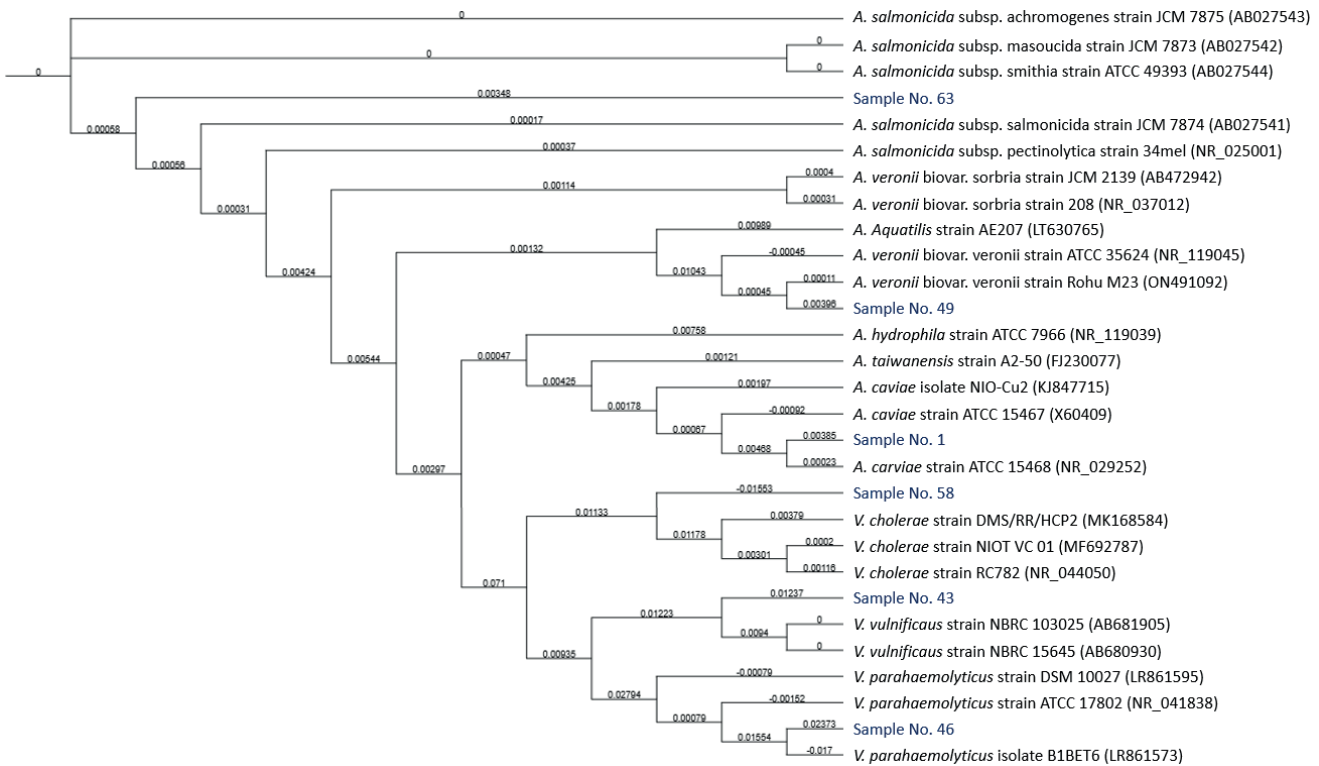 0
A. salmonicida subsp. achromogenes strain JCM 7875 (AB027543)
0
A. salmonicida subsp. masoucida strain JCM 7873 (AB027542)
0
0
A. salmonicida subsp. smithia strain ATCC 49393 (AB027544)
0
0.00348
Sample No. 63
0.00058
0.00017
A. salmonicida subsp. salmonicida strain JCM 7874 (AB027541)
0.00056
0.00037
A. salmonicida subsp. pectinolytica strain 34mel (NR_025001)
0.00031
0.0004
A. veronii biovar. sorbria strain JCM 2139 (AB472942)
0.00114
0.00031
A. veronii biovar. sorbria strain 208 (NR_037012)
0.00424
0.00989
A. Aquatilis strain AE207 (LT630765)
0.00132
-0.00045
A. veronii biovar. veronii strain ATCC 35624 (NR_119045)
0.01043
0.00011
A. veronii biovar. veronii strain Rohu M23 (ON491092)
0.00045
0.00396
Sample No. 49
0.00544
0.00758
A. hydrophila strain ATCC 7966 (NR_119039)
0.00047
0.00121
A. taiwanensis strain A2-50 (FJ230077)
0.00425
0.00197
A. caviae isolate NIO-Cu2 (KJ847715)
0.00178
-0.00092
A. caviae strain ATCC 15467 (X60409)
0.00067
0.00385
Sample No. 1
0.00468
0.00023
A. carviae strain ATCC 15468 (NR_029252)
0.00297
-0.01553
Sample No. 58
0.01133
0.00379
V. cholerae strain DMS/RR/HCP2 (MK168584)
0.01178
0.0002
V. cholerae strain NIOT VC 01 (MF692787)
0.00301
0.00116
V. cholerae strain RC782 (NR_044050)
0.071
0.01237
Sample No. 43
0.01223
0
V. vulnificaus strain NBRC 103025 (AB681905)
0.0094
0
V. vulnificaus strain NBRC 15645 (AB680930)
0.00935
-0.00079
V. parahaemolyticus strain DSM 10027 (LR861595)
0.02794
-0.00152
V. parahaemolyticus strain ATCC 17802 (NR_041838)
0.00079
0.02373
Sample No. 46
0.01554
-0.017
V. parahaemolyticus isolate B1BET6 (LR861573)